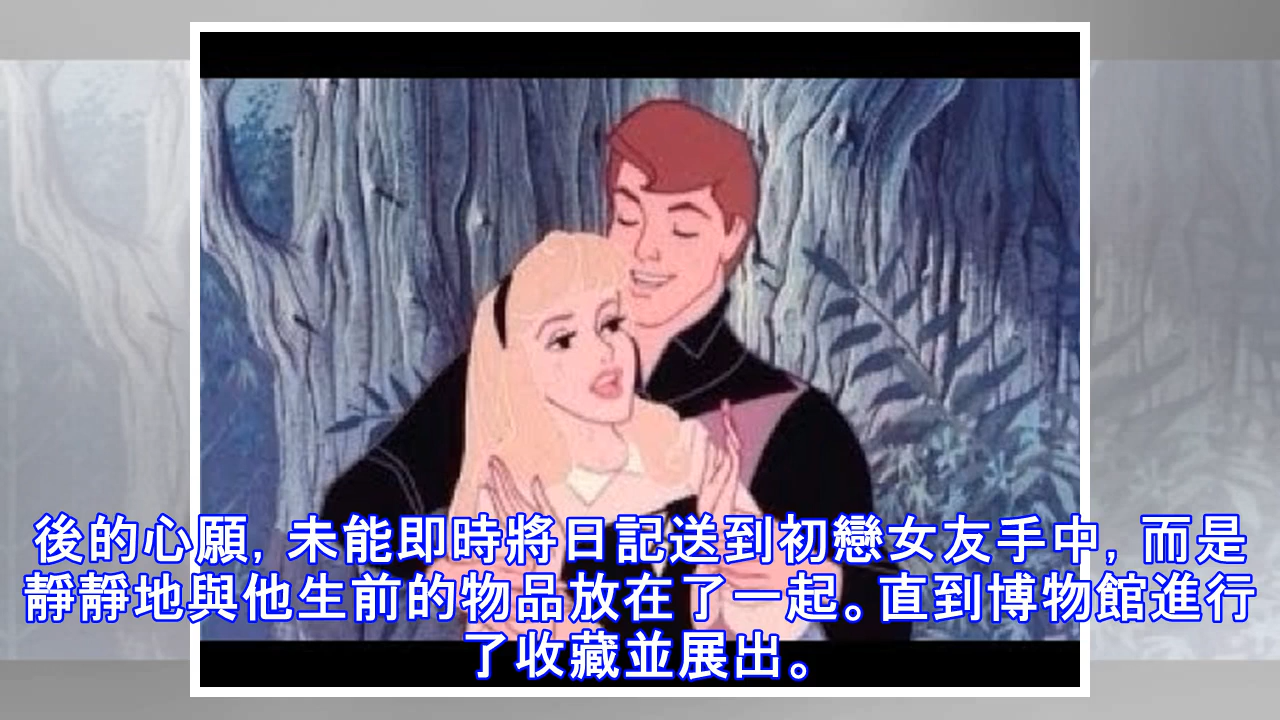 後的心願, 未能即時將日記送到初戀女友手中, 而是
靜靜地與他生前的物品放在了一起。直到博物館進行
了收藏並展出。